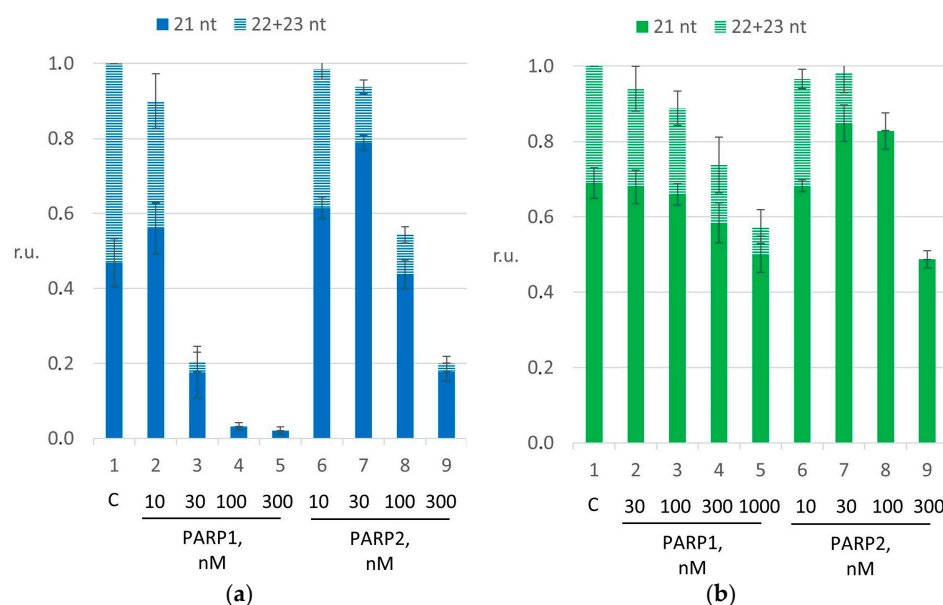 21 nt 22+23 nt
1.0
0.8
0.6
r.u.
0.4
0.2
0.0
1 2 3 4 5 6 7 8 9
C 10 30 100 300 10 30 100 300
PARP1, nM PARP2, nM
(a)
21 nt 22+23 nt
1.0
0.8
0.6
r.u.
0.4
0.2
0.0
1 2 3 4 5 6 7 8 9
C 30 100 300 1000 10 30 100 300
PARP1, nM PARP2, nM
(b)